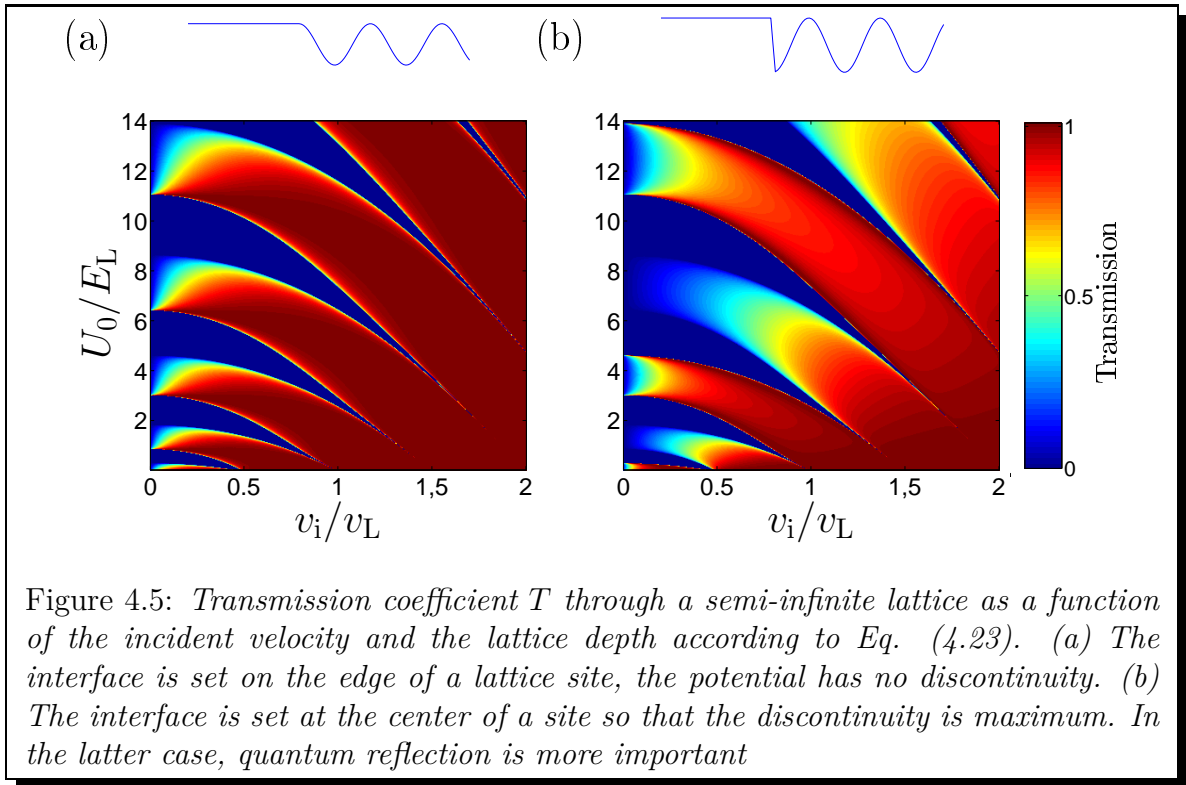 (a)
(b)
14
12
10
8
6
4
2
0
0.5
1
1,5
2
U0/EL
vi/vL
14
12
10
8
6
4
2
0
0.5
1
1,5
2
vi/vL
1
0.5
0
Transmission
Figure 4.5: Transmission coefficient T through a semi-infinite lattice as a function
of the incident velocity and the lattice depth according to Eq. (4.23). (a) The
interface is set on the edge of a lattice site, the potential has no discontinuity. (b)
The interface is set at the center of a site so that the discontinuity is maximum. In
the latter case, quantum reflection is more important